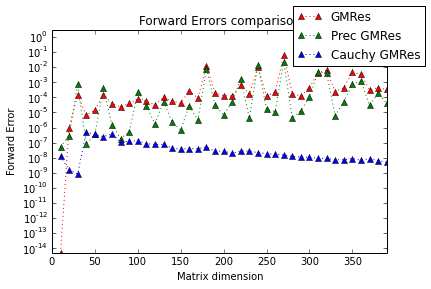 Forward Errors comparis
GMRes
Prec GMRes
Cauchy GMRes
Forward Error
10^0
10^-1
10^-2
10^-3
10^-4
10^-5
10^-6
10^-7
10^-8
10^-9
10^-10
10^-11
10^-12
10^-13
10^-14
0 50 100 150 200 250 300 350
Matrix dimension